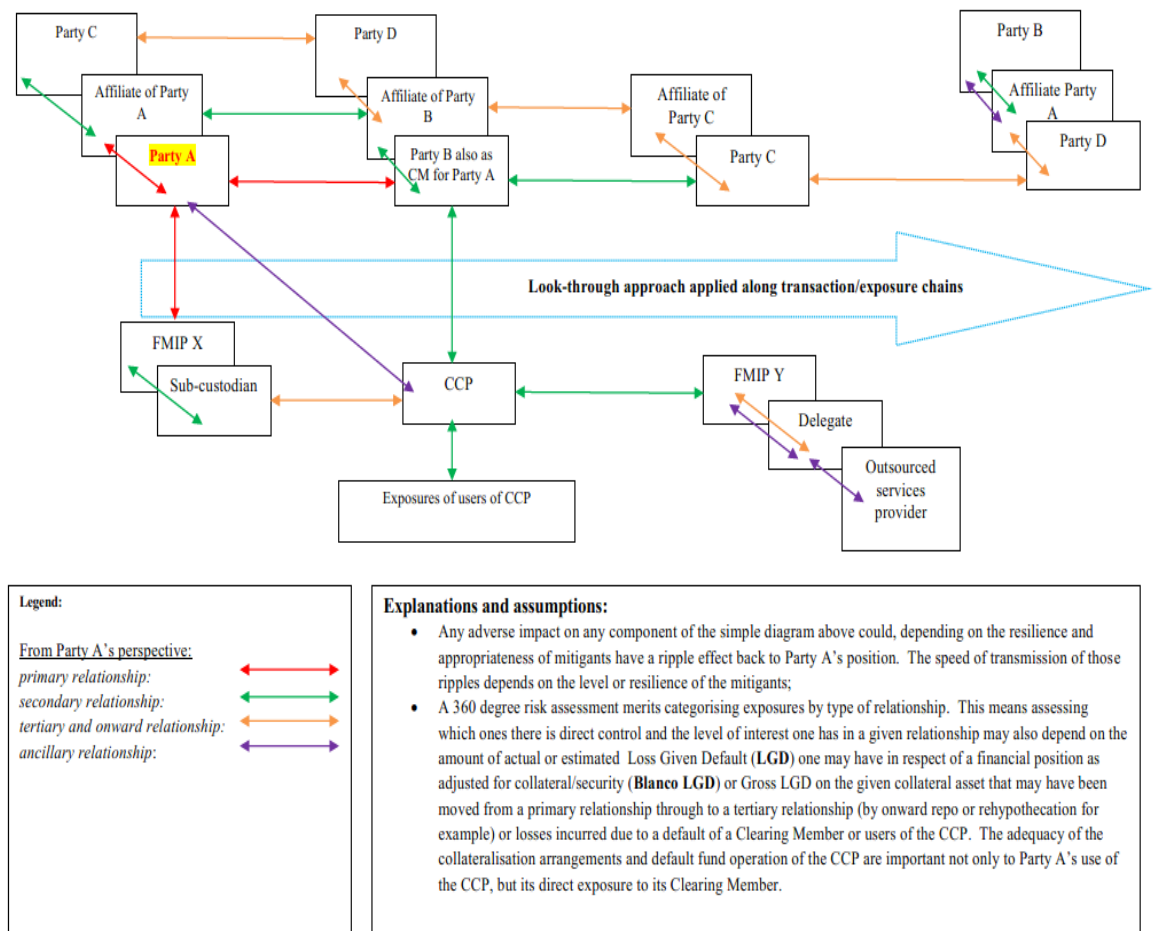 Party C
Party D
Party B
Affiliate of Party
A
Affiliate of Party
B
Affiliate of
Party C
Affiliate Party
A
Party A
Party B also as
CM for Party A
Party C
Party D
Look-through approach applied along transaction/exposure chains
FMIP X
Sub-custodian
CCP
FMIP Y
Delegate
Outsourced
services
provider
Exposures of users of CCP
Legend:
From Party A's perspective:
primary relationship:
secondary relationship:
tertiary and onward relationship:
ancillary relationship:
Explanations and assumptions:
• Any adverse impact on any component of the simple diagram above could, depending on the resilience and
appropriateness of mitigants have a ripple effect back to Party A's position. The speed of transmission of those
ripples depends on the level or resilience of the mitigants;
• A 360 degree risk assessment merits categorising exposures by type of relationship. This means assessing
which ones there is direct control and the level of interest one has in a given relationship may also depend on the
amount of actual or estimated Loss Given Default (LGD) one may have in respect of a financial position as
adjusted for collateral/security (Blanco LGD) or Gross LGD on the given collateral asset that may have been
moved from a primary relationship through to a tertiary relationship (by onward repo or rehypothecation for
example) or losses incurred due to a default of a Clearing Member or users of the CCP. The adequacy of the
collateralisation arrangements and default fund operation of the CCP are important not only to Party A's use of
the CCP, but its direct exposure to its Clearing Member.